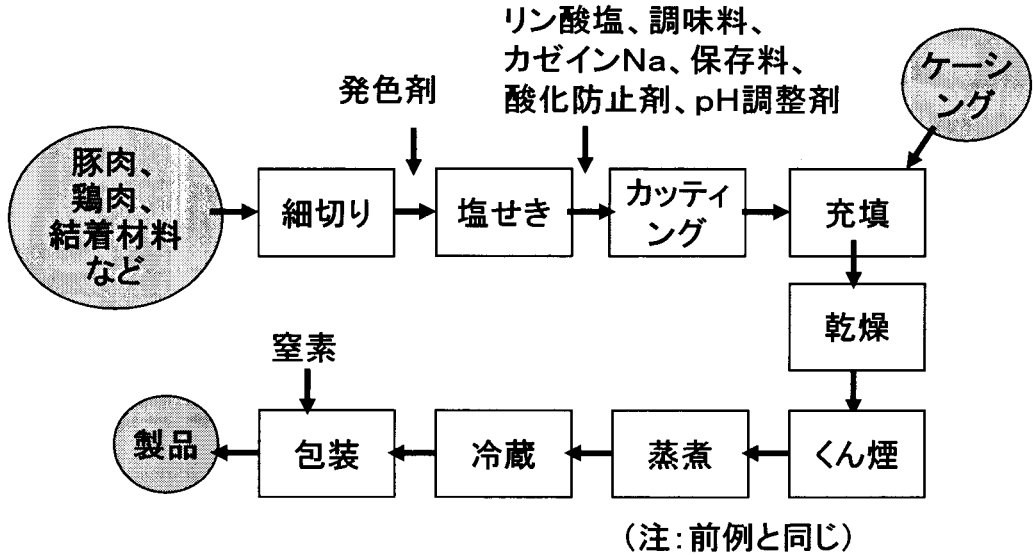 リン酸塩、調味料、
カゼインNa、保存料、
酸化防止剤、pH調整剤
発色剤
ケーシ
ング
豚肉、
鶏肉、
結着材料
など
細切り
塩せき
カッティ
ング
充填
乾燥
くん煙
蒸煮
冷蔵
窒素
包装
製品
(注:前例と同じ)